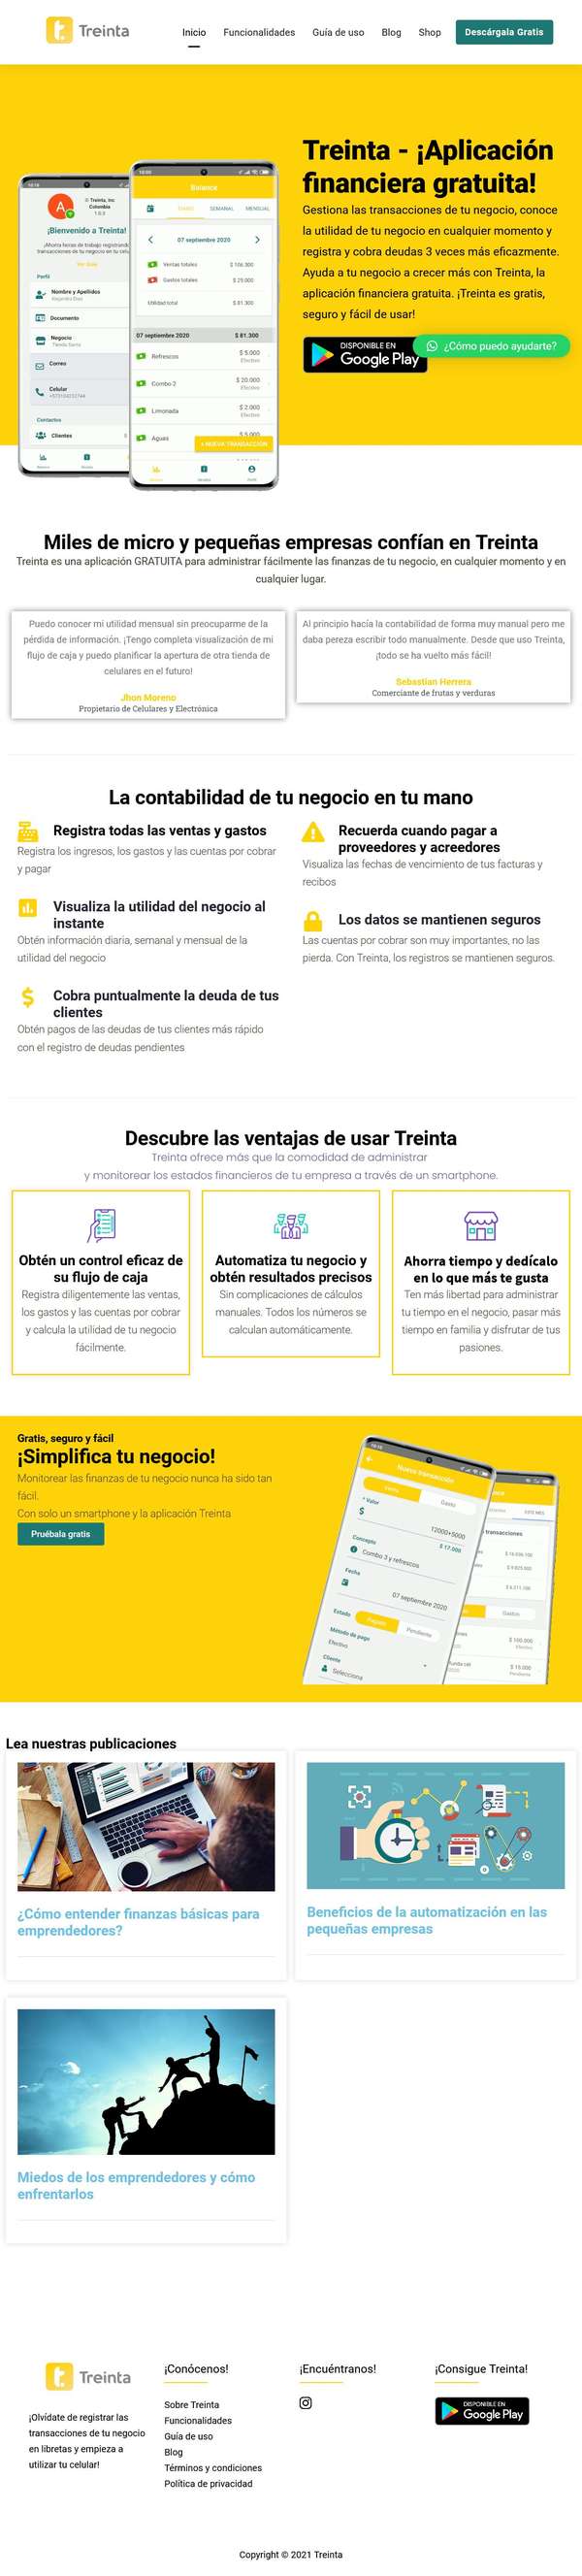 Treinta
Inicio
Funcionalidades
Guía de uso
Blog
Shop
Descárgala Gratis
Treinta - ¡Aplicación
financiera gratuita!
Gestiona las transacciones de tu negocio, conoce
la utilidad de tu negocio en cualquier momento y
registra y cobra deudas 3 veces más eficazmente.
Ayuda a tu negocio a crecer más con Treinta, la
aplicación financiera gratuita. ¡Treinta es gratis,
seguro y fácil de usar!
DISPONIBLE EN
Google Play
¿Cómo puedo ayudarte?
Treinta, Inc
Colombia
1.0.3
¡Bienvenido a Treinta!
Perfil
Nombre y Apellidos
Documento
Negocio
Correo
Celular
Contactos
Clientes
Balance
SEMANAL
MENSUAL
07 septiembre 2020
Ventas totales
$ 106.300
Gastos totales
$ 25.000
Utilidad total
$ 81.300
07 septiembre 2020
$ 81.300
Refrescos
$ 5.000
Efectivo
Combo 2
$ 20.000
Efectivo
Limonada
$ 2.000
Efectivo
Aguas
$ 5.000
+ NUEVA TRANSACCIÓN
Miles de micro y pequeñas empresas confían en Treinta
Treinta es una aplicación GRATUITA para administrar fácilmente las finanzas de tu negocio, en cualquier momento y en
cualquier lugar.
Puedo conocer mi utilidad mensual sin preocuparme de la
pérdida de información. ¡Tengo completa visualización de mi
flujo de caja y puedo planificar la apertura de otra tienda de
celulares en el futuro!
Jhon Moreno
Propietario de Celulares y Electrónica
Al principio hacía la contabilidad de forma muy manual pero me
daba pereza escribir todo manualmente. Desde que uso Treinta,
¡todo se ha vuelto más fácil!
Sebastian Herrera
Comerciante de frutas y verduras
La contabilidad de tu negocio en tu mano
Registra todas las ventas y gastos
Registra los ingresos, los gastos y las cuentas por cobrar
y pagar
Visualiza la utilidad del negocio al
instante
Obtén información diaria, semanal y mensual de la
utilidad del negocio
Cobra puntualmente la deuda de tus
clientes
Obtén pagos de las deudas de tus clientes más rápido
con el registro de deudas pendientes
Recuerda cuando pagar a
proveedores y acreedores
Visualiza las fechas de vencimiento de tus facturas y
recibos
Los datos se mantienen seguros
Las cuentas por cobrar son muy importantes, no las
pierda. Con Treinta, los registros se mantienen seguros.
Descubre las ventajas de usar Treinta
Treinta ofrece más que la comodidad de administrar
y monitorear los estados financieros de tu empresa a través de un smartphone.
Obtén un control eficaz de
su flujo de caja
Registra diligentemente las ventas,
los gastos y las cuentas por cobrar
y calcula la utilidad de tu negocio
fácilmente.
Automatiza tu negocio y
obtén resultados precisos
Sin complicaciones de cálculos
manuales. Todos los números se
calculan automáticamente.
Ahorra tiempo y dedícalo
en lo que más te gusta
Ten más libertad para administrar
tu tiempo en el negocio, pasar más
tiempo en familia y disfrutar de tus
pasiones.
Gratis, seguro y fácil
¡Simplifica tu negocio!
Monitorear las finanzas de tu negocio nunca ha sido tan
fácil.
Con solo un smartphone y la aplicación Treinta
Pruébala gratis
Nueva transacción
Gasto
Valor
$
12000+5000
$ 17.000
Concepto
Combo 3 y refrescos
Fecha
07 septiembre 2020
Estado
Pagado
Pendiente
Método de pago
Efectivo
Cliente
Selecciona
transacciones
$ 100.000
$ 15.000
Lea nuestras publicaciones
¿Cómo entender finanzas básicas para
emprendedores?
Beneficios de la automatización en las
pequeñas empresas
Miedos de los emprendedores y cómo
enfrentarlos
Treinta
¡Olvídate de registrar las
transacciones de tu negocio
en libretas y empieza a
utilizar tu celular!
¡Conócenos!
Sobre Treinta
Funcionalidades
Guía de uso
Blog
Términos y condiciones
Política de privacidad
¡Encuéntranos!
¡Consigue Treinta!
DISPONIBLE EN
Google Play
Copyright © 2021 Treinta